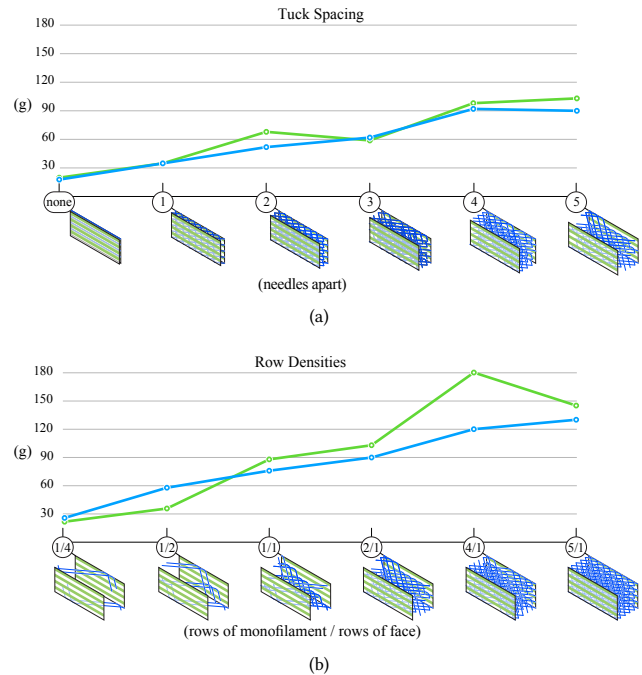 Tuck Spacing
180
150
120
(g) 90
60
30
none 1 2 3 4 5
(needles apart)
(a)
Row Densities
180
150
120
(g) 90
60
30
1/4 1/2 1/1 2/1 4/1 5/1
(rows of monofilament / rows of face)
(b)